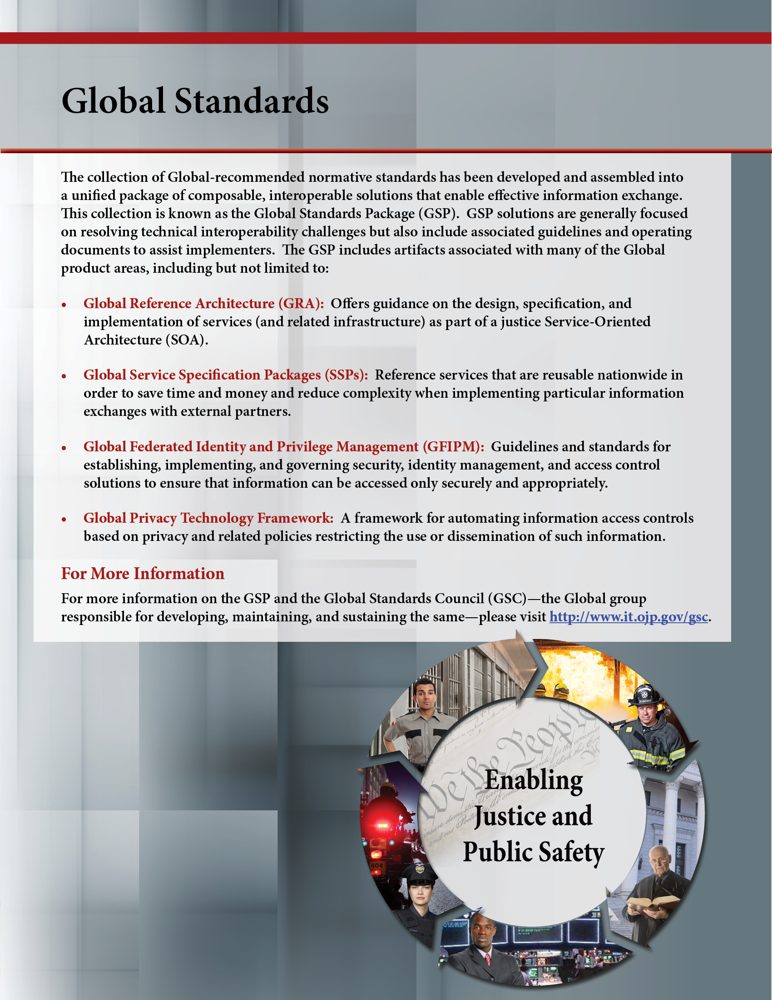 Global Standards
The collection of Global-recommended normative standards has been developed and assembled into
a unified package of composable, interoperable solutions that enable effective information exchange.
This collection is known as the Global Standards Package (GSP).  GSP solutions are generally focused
on resolving technical interoperability challenges but also include associated guidelines and operating
documents to assist implementers.  The GSP includes artifacts associated with many of the Global
product areas, including but not limited to:
• Global Reference Architecture (GRA):  Offers guidance on the design, specification, and
implementation of services (and related infrastructure) as part of a justice Service-Oriented
Architecture (SOA).
• Global Service Specification Packages (SSPs):  Reference services that are reusable nationwide in
order to save time and money and reduce complexity when implementing particular information
exchanges with external partners.
• Global Federated Identity and Privilege Management (GFIPM):  Guidelines and standards for
establishing, implementing, and governing security, identity management, and access control
solutions to ensure that information can be accessed only securely and appropriately.
• Global Privacy Technology Framework:  A framework for automating information access controls
based on privacy and related policies restricting the use or dissemination of such information.
For More Information
For more information on the GSP and the Global Standards Council (GSC)—the Global group
responsible for developing, maintaining, and sustaining the same—please visit http://www.it.ojp.gov/gsc.
We the People
insure domestic
and our
Enabling
Justice and
Public Safety
404